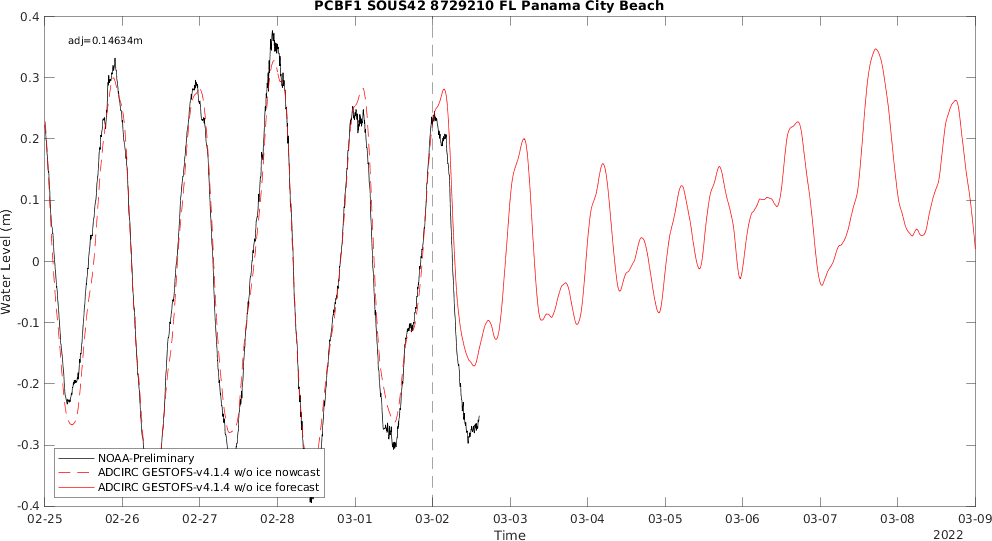 PCBF1 SOUS42 8729210 FL Panama City Beach
adj=0.14634m
0.4
0.3
0.2
0.1
0
-0.1
-0.2
-0.3
-0.4
Water Level (m)
NOAA-Preliminary
ADCIRC GESTOFS-v4.1.4 w/o ice nowcast
ADCIRC GESTOFS-v4.1.4 w/o ice forecast
02-25 02-26 02-27 02-28 03-01 03-02 03-03 03-04 03-05 03-06 03-07 03-08 03-09
Time
2022